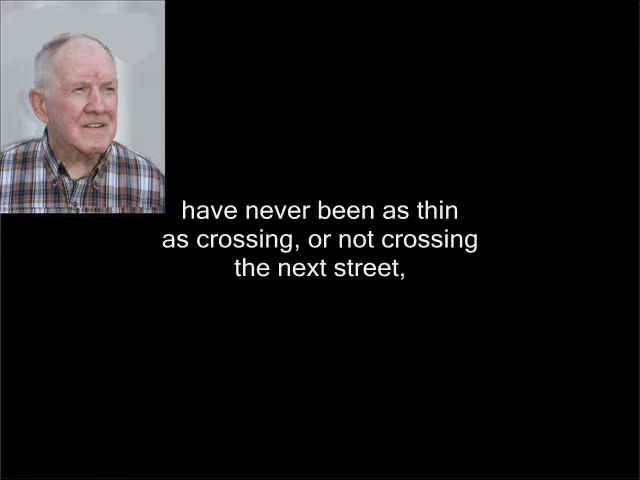 have never been as thin
as crossing, or not crossing
the next street,